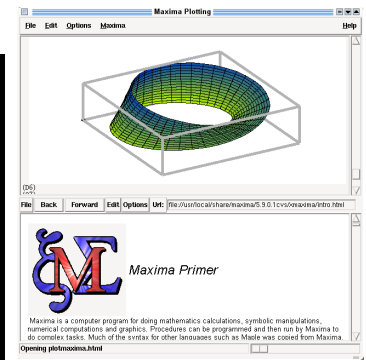 Maxima Plotting
File Edit Options Maxima Help
(D6)
File Back Forward Edit Options Url: file://usr/local/share/maxima/5.9.0.1cvs/xmaxima/intro.html
Maxima Primer
Maxima is a computer program for doing mathematics calculations, symbolic manipulations,
numerical computations and graphics. Procedures can be programmed and then run by Maxima to
do complex tasks. Much of the syntax for other languages such as Maple was copied from Maxima.
Opening plotmaxima.html